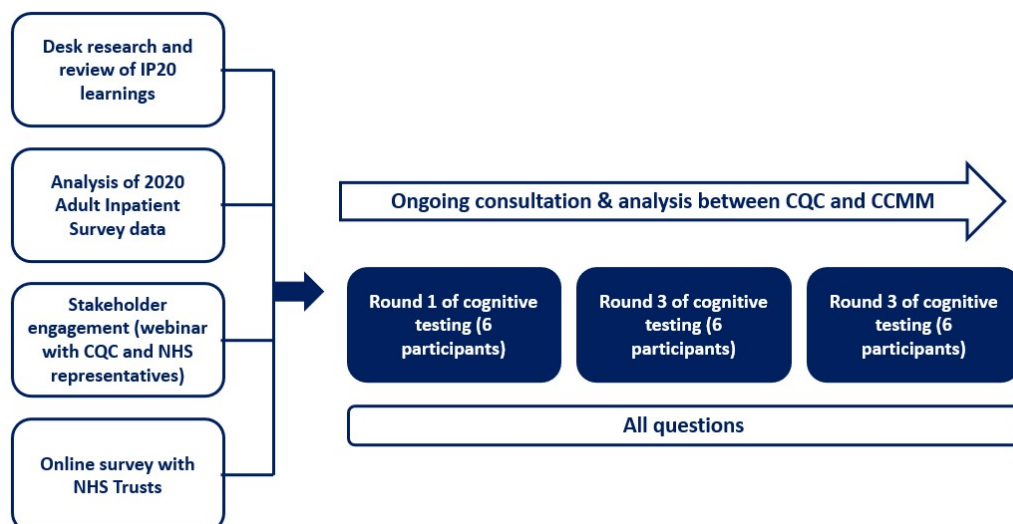 Desk research and
review of IP20
learnings
Analysis of 2020
Adult Inpatient
Survey data
Stakeholder
engagement (webinar
with CQC and NHS
representatives)
Online survey with
NHS Trusts
Ongoing consultation & analysis between CQC and CCMM
Round 1 of cognitive
testing (6
participants)
Round 3 of cognitive
testing (6
participants)
Round 3 of cognitive
testing (6
participants)
All questions